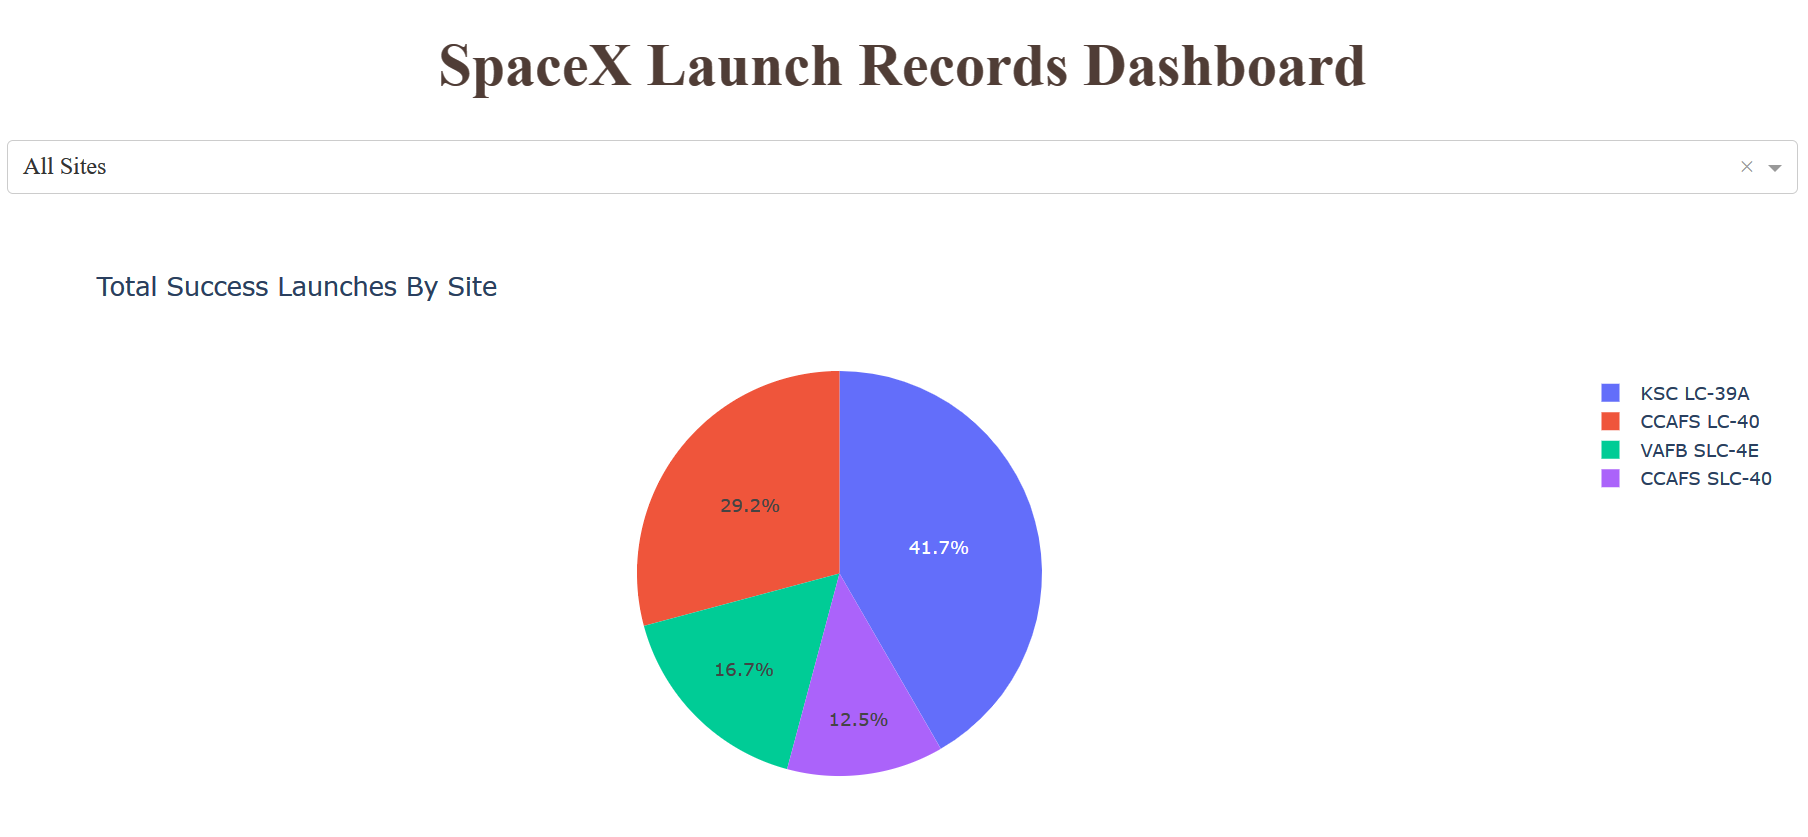 SpaceX Launch Records Dashboard
All Sites
Total Success Launches By Site
KSC LC-39A
CCAFS LC-40
VAFB SLC-4E
CCAFS SLC-40
29.2%
41.7%
16.7%
12.5%